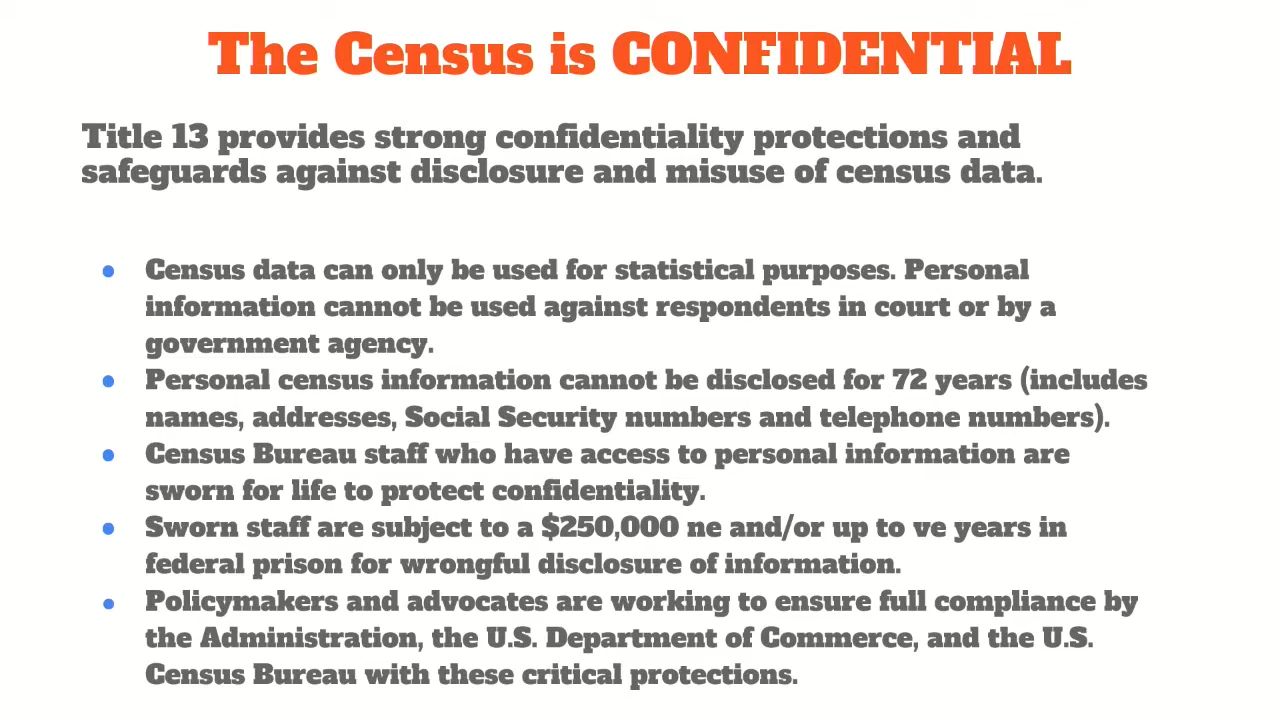 The Census is CONFIDENTIAL
Title 13 provides strong confidentiality protections and
safeguards against disclosure and misuse of census data.
● Census data can only be used for statistical purposes. Personal
information cannot be used against respondents in court or by a
government agency.
● Personal census information cannot be disclosed for 72 years (includes
names, addresses, Social Security numbers and telephone numbers).
● Census Bureau staff who have access to personal information are
sworn for life to protect confidentiality.
● Sworn staff are subject to a $250,000 ne and/or up to ve years in
federal prison for wrongful disclosure of information.
● Policymakers and advocates are working to ensure full compliance by
the Administration, the U.S. Department of Commerce, and the U.S.
Census Bureau with these critical protections.